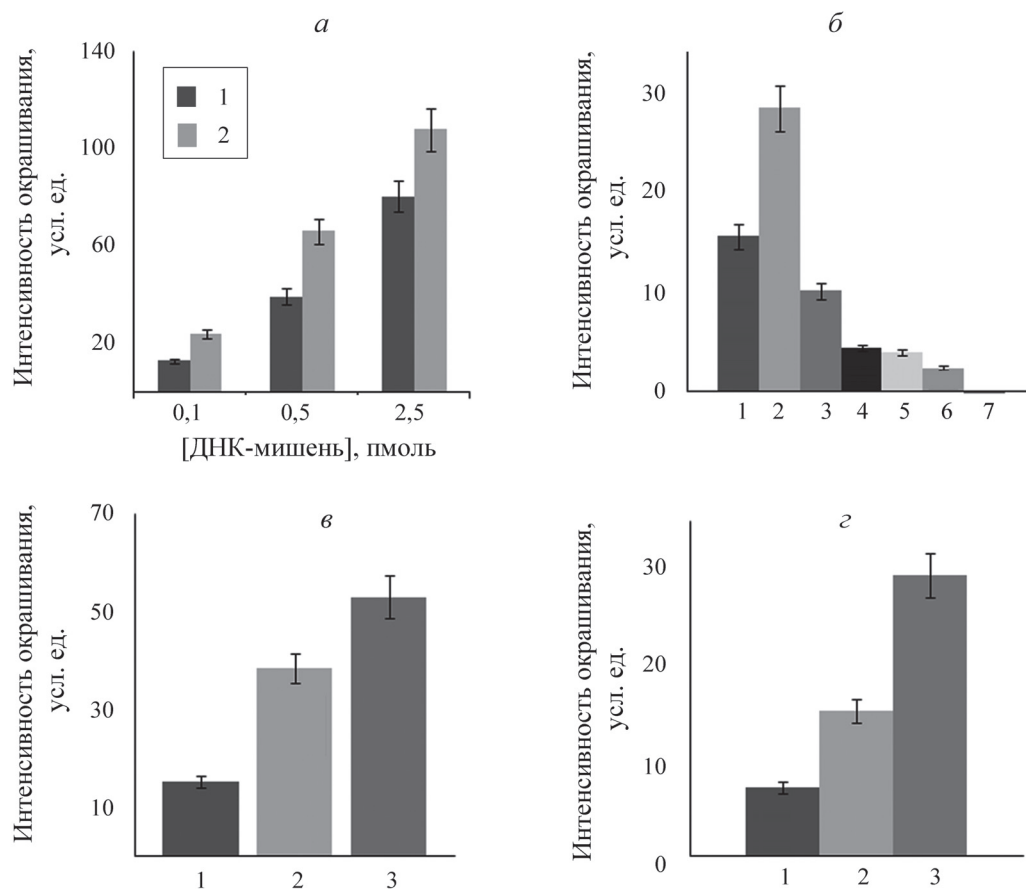 а
Интенсивность окрашивания,
усл. ед.
140
100
60
20
1
2
0,1 0,5 2,5
[ДНК-мишень], пмоль
б
Интенсивность окрашивания,
усл. ед.
30
20
10
0
1 2 3 4 5 6 7
в
Интенсивность окрашивания,
усл. ед.
70
50
30
10
1 2 3
г
Интенсивность окрашивания,
усл. ед.
30
20
10
0
1 2 3